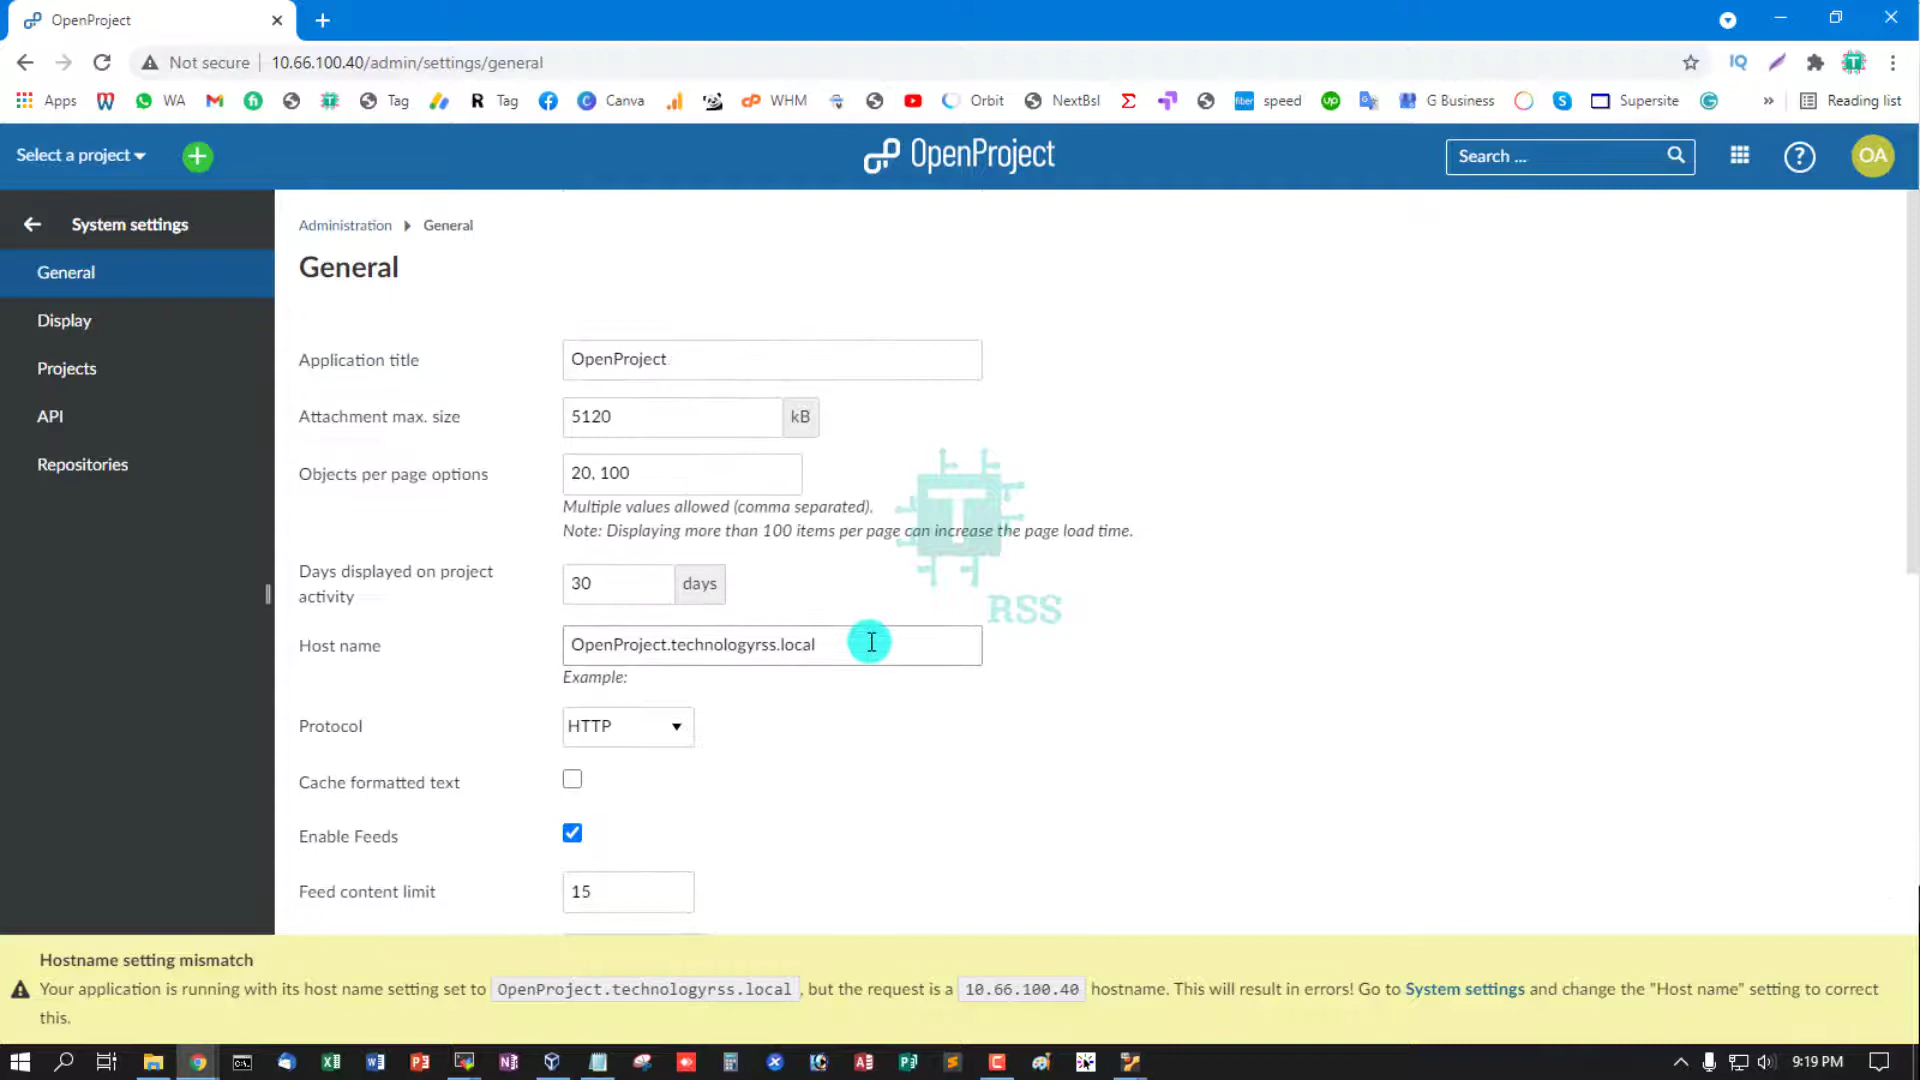 OpenProject
Not secure
10.66.100.40/admin/settings/general
Apps
WA
Tag
Tag
Canva
WHM
Orbit
NextBsl
speed
G Business
Supersite
Reading list
Select a project
OpenProject
Search ...
OA
System settings
General
Display
Projects
API
Repositories
Administration
General
General
Application title
OpenProject
Attachment max. size
5120
kB
Objects per page options
20, 100
Multiple values allowed (comma separated).
Note: Displaying more than 100 items per page can increase the page load time.
Days displayed on project
activity
30
days
RSS
Host name
OpenProject.technologyrss.local
Example:
Protocol
HTTP
Cache formatted text
Enable Feeds
Feed content limit
15
Hostname setting mismatch
Your application is running with its host name setting set to OpenProject.technologyrss.local, but the request is a 10.66.100.40 hostname. This will result in errors! Go to System settings and change the "Host name" setting to correct
this.
9:19 PM